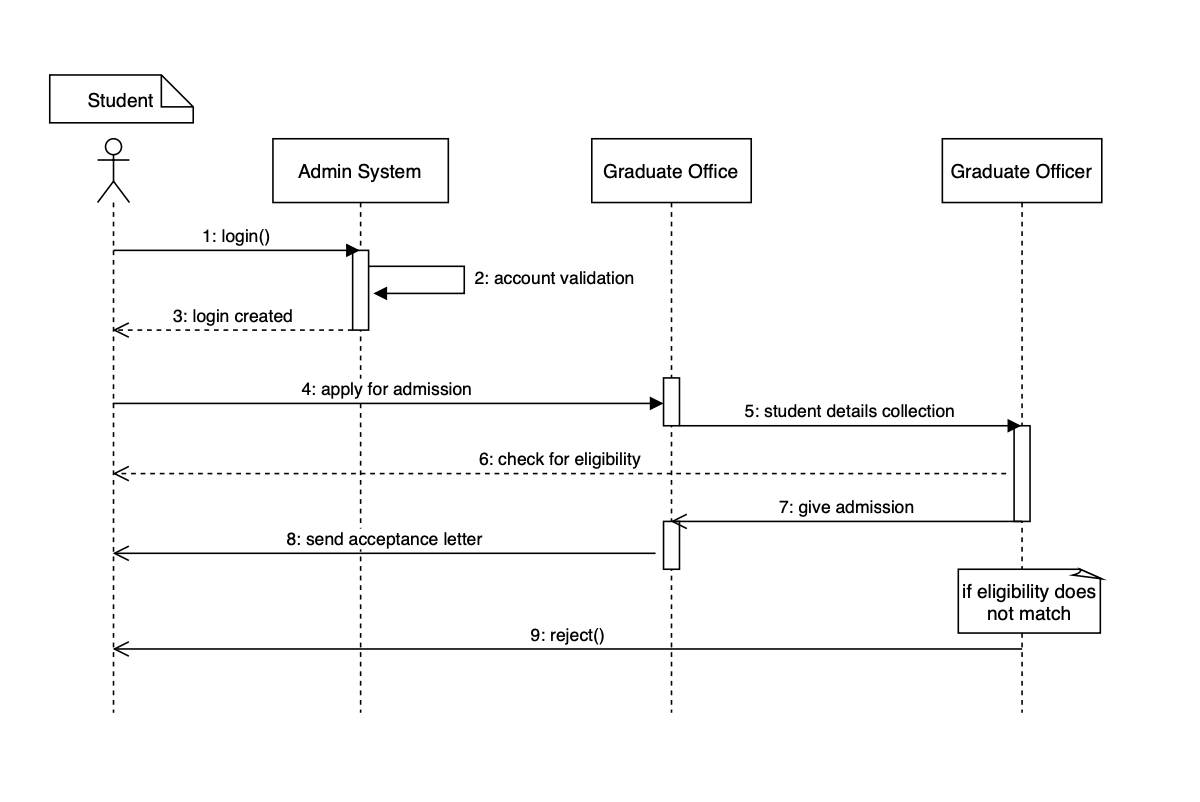 Student
Admin System
Graduate Office
Graduate Officer
1: login()
2: account validation
3: login created
4: apply for admission
5: student details collection
6: check for eligibility
7: give admission
8: send acceptance letter
if eligibility does
not match
9: reject()